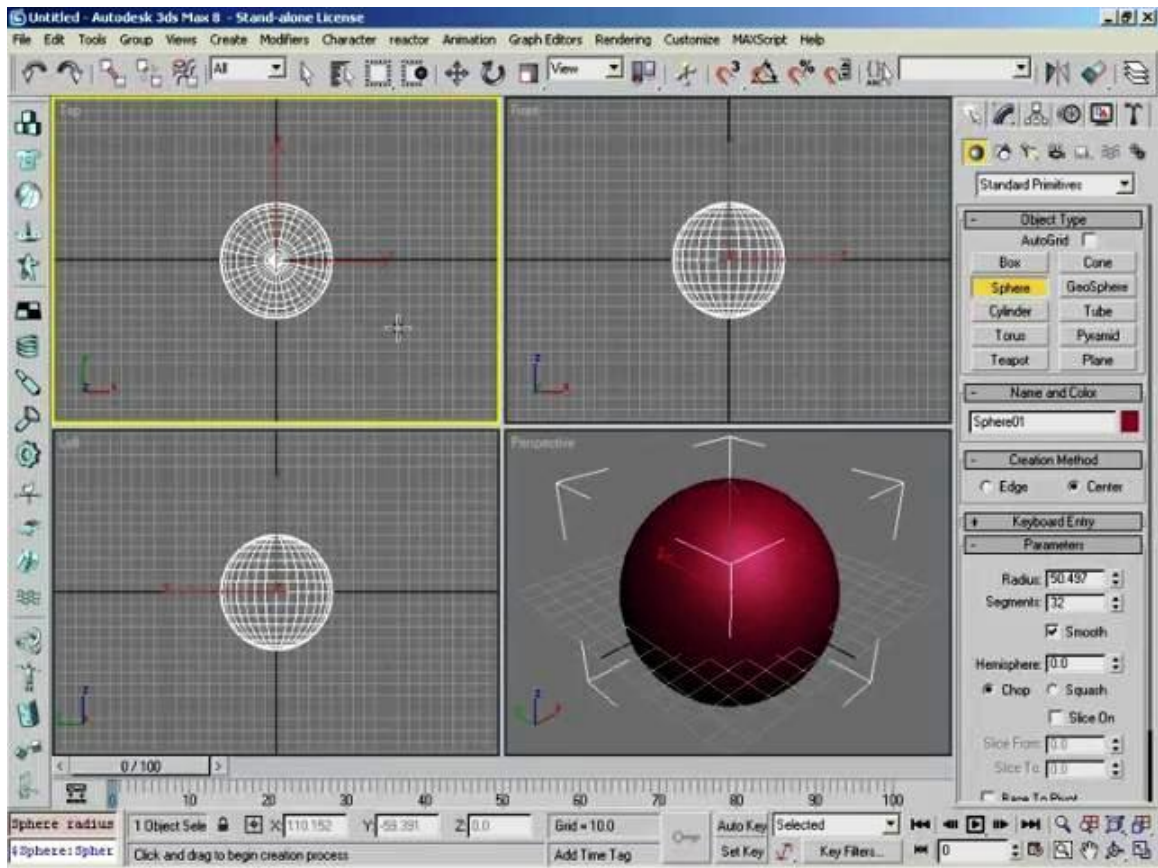 Untitled - Autodesk 3ds Max 8 - Stand-alone License
File Edit Tools Group Views Create Modifiers Character reactor Animation Graph Editors Rendering Customize MAXScript Help
All
View
Top
Front
Left
Perspective
Standard Primitives
Object Type
AutoGrid
Box Cone
Sphere GeoSphere
Cylinder Tube
Torus Pyramid
Teapot Plane
Name and Color
Sphere01
Creation Method
Edge Center
Keyboard Entry
Parameters
Radius: 50.497
Segments: 32
Smooth
Hemisphere: 0.0
Chop Squash
Slice On
Slice From: 0.0
Slice To: 0.0
Base To Pivot
0 / 100
0 10 20 30 40 50 60 70 80 90 100
Sphere radius
1 Object Sele X: 110.152 Y: -59.391 Z: 0.0 Grid = 10.0 Auto Key Selected
$Sphere:Spher
Click and drag to begin creation process Add Time Tag Set Key Key Filters... 0